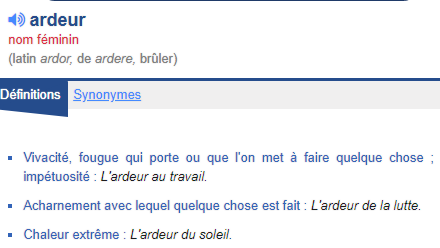 ardeur
nom féminin
(latin ardor, de ardere, brûler)
Définitions Synonymes
Vivacité, fougue qui porte ou que l'on met à faire quelque chose ;
impétuosité : L'ardeur au travail.
Acharnement avec lequel quelque chose est fait : L'ardeur de la lutte.
Chaleur extrême : L'ardeur du soleil.